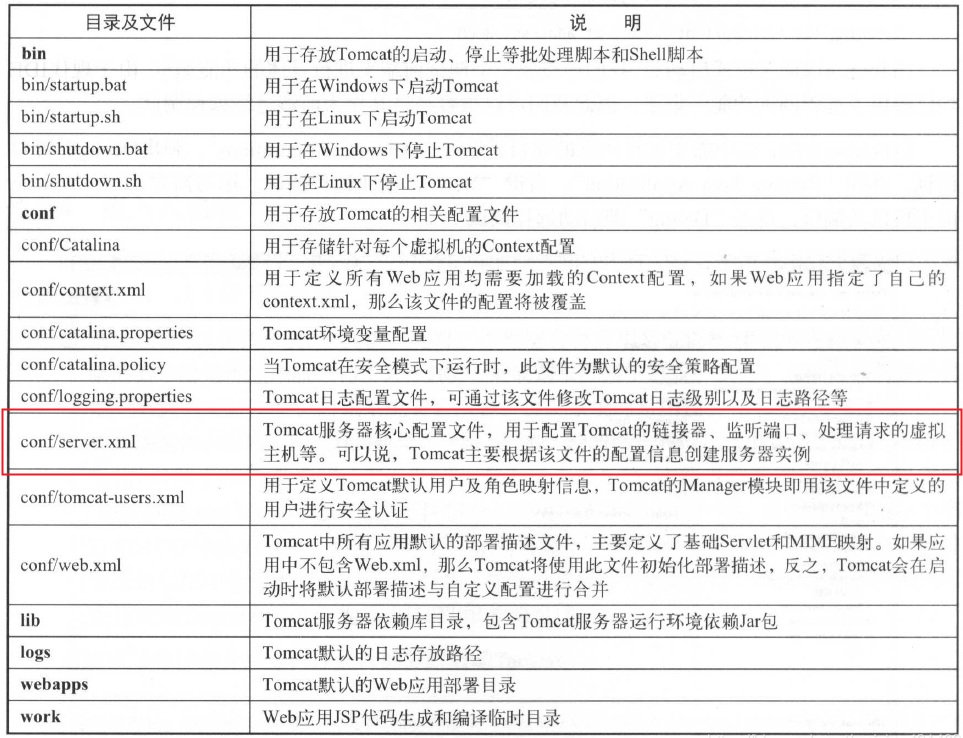 目录及文件 说 明
bin 用于存放Tomcat的启动、停止等批处理脚本和Shell脚本
bin/startup.bat 用于在Windows下启动Tomcat
bin/startup.sh 用于在Linux下启动Tomcat
bin/shutdown.bat 用于在Windows下停止Tomcat
bin/shutdown.sh 用于在Linux下停止Tomcat
conf 用于存放Tomcat的相关配置文件
conf/Catalina 用于存储针对每个虚拟机的Context配置
conf/context.xml 用于定义所有Web应用均需要加载的Context配置，如果Web应用指定了自己的
context.xml，那么该文件的配置将被覆盖
conf/catalina.properties Tomcat环境变量配置
conf/catalina.policy 当Tomcat在安全模式下运行时，此文件为默认的安全策略配置
conf/logging.properties Tomcat日志配置文件，可通过该文件修改Tomcat日志级别以及日志路径等
conf/server.xml Tomcat服务器核心配置文件，用于配置Tomcat的链接器、监听端口、处理请求的虚拟
主机等。可以说，Tomcat主要根据该文件的配置信息创建服务器实例
conf/tomcat-users.xml 用于定义Tomcat默认用户及角色映射信息，Tomcat的Manager模块即用该文件中定义的
用户进行安全认证
conf/web.xml Tomcat中所有应用默认的部署描述文件，主要定义了基础Servlet和MIME映射。如果应
用中不包含Web.xml，那么Tomcat将使用此文件初始化部署描述，反之，Tomcat会在启
动时将默认部署描述与自定义配置进行合并
lib Tomcat服务器依赖库目录，包含Tomcat服务器运行环境依赖Jar包
logs Tomcat默认的日志存放路径
webapps Tomcat默认的Web应用部署目录
work Web应用JSP代码生成和编译临时目录